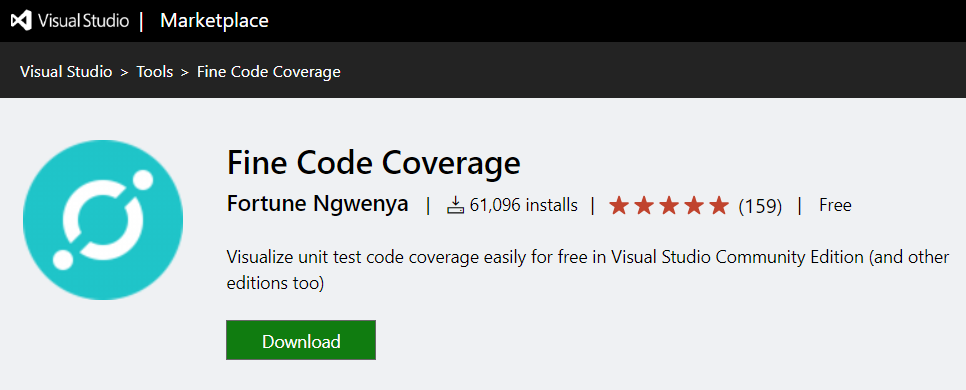 Visual Studio | Marketplace
Visual Studio > Tools > Fine Code Coverage
Fine Code Coverage
Fortune Ngwenya | 61,096 installs | ★★★★★ (159) | Free
Visualize unit test code coverage easily for free in Visual Studio Community Edition (and other
editions too)
Download